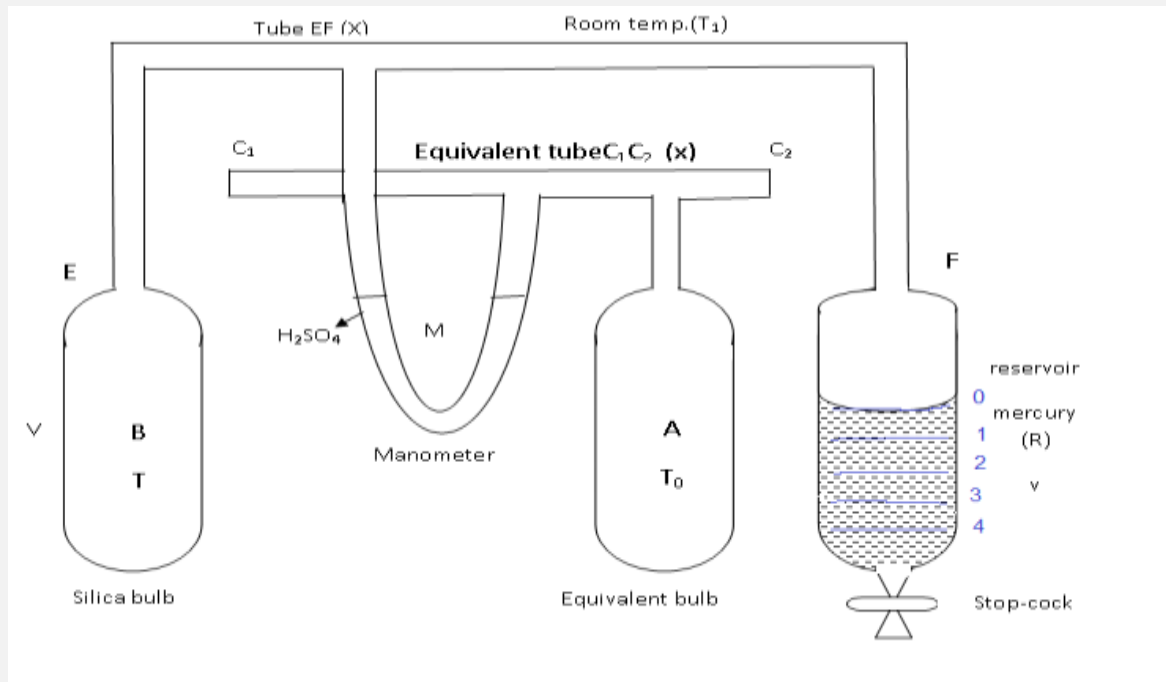 Tube EF (X)
Room temp.(T₁)
C₁
Equivalent tubeC₁C₂ (x)
C₂
E
F
H₂SO₄
M
reservoir
0
mercury
1
(R)
2
3
v
4
V
B
T
A
T₀
Manometer
Silica bulb
Equivalent bulb
Stop-cock